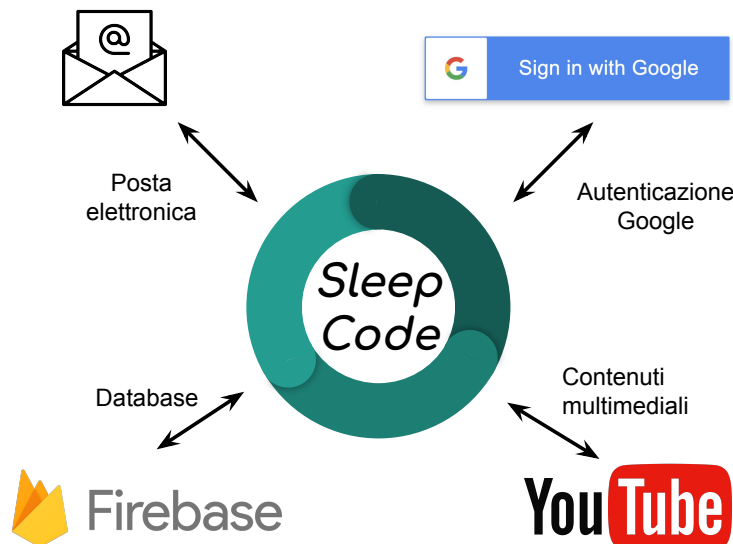 @
G Sign in with Google
Posta
elettronica
Autenticazione
Google
Sleep
Code
Database
Contenuti
multimediali
Firebase
YouTube